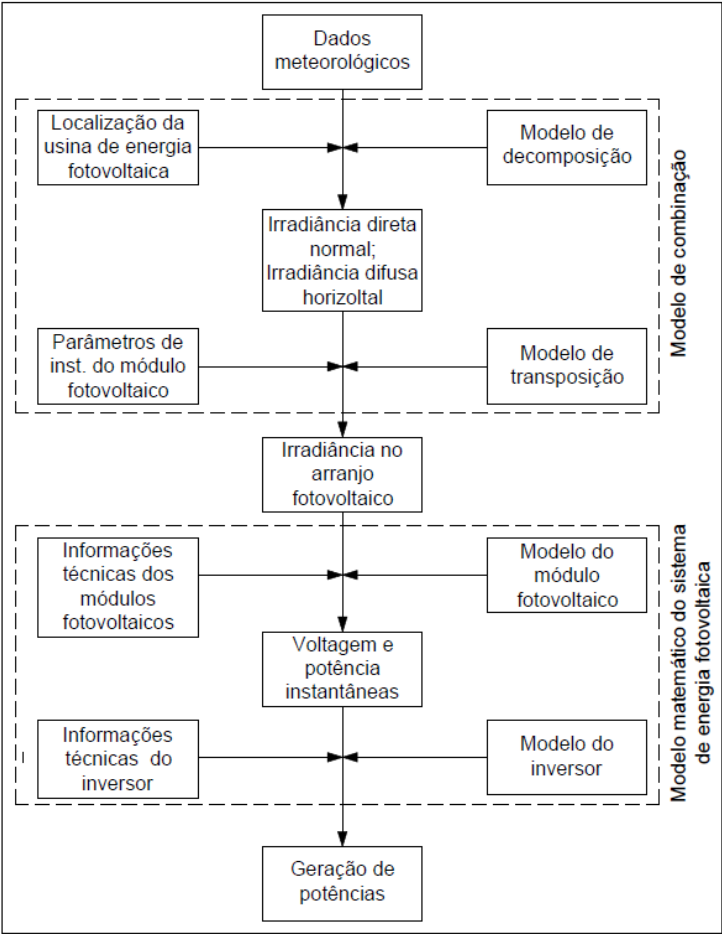 Dados
meteorológicos
Localização da
usina de energia
fotovoltaica
Modelo de
decomposição
Irradiância direta
normal;
Irradiância difusa
horizoltal
Parâmetros de
inst. do módulo
fotovoltaico
Modelo de
transposição
Modelo de combinação
Irradiância no
arranjo
fotovoltaico
Informações
técnicas dos
módulos
fotovoltaicos
Modelo do
módulo
fotovoltaico
Voltagem e
potência
instantâneas
Informações
técnicas do
inversor
Modelo do
inversor
Modelo matemático do sistema
de energia fotovoltaica
Geração de
potências